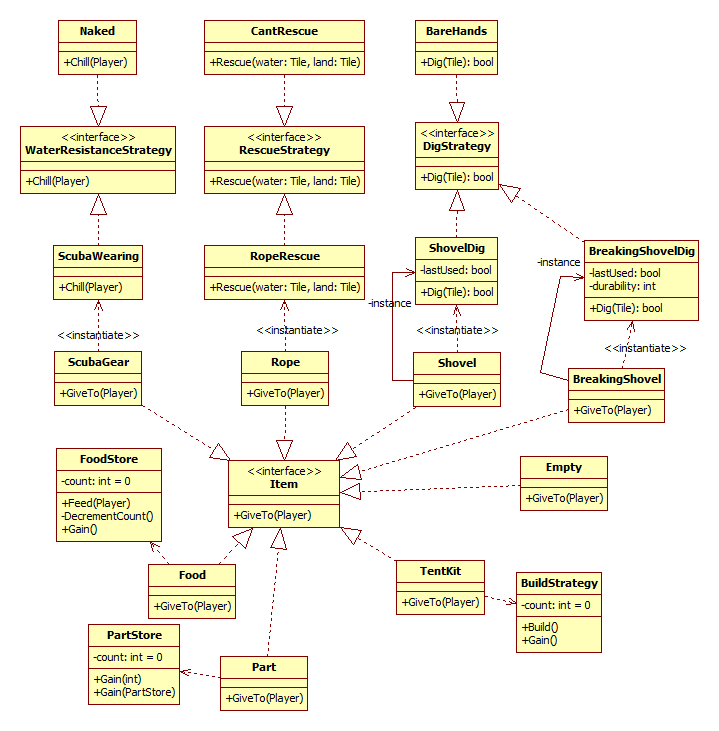 Naked
+Chill(Player)
CantRescue
+Rescue(water: Tile, land: Tile)
BareHands
+Dig(Tile): bool
<<interface>>
WaterResistanceStrategy
+Chill(Player)
<<interface>>
RescueStrategy
+Rescue(water: Tile, land: Tile)
<<interface>>
DigStrategy
+Dig(Tile): bool
ScubaWearing
+Chill(Player)
RopeRescue
+Rescue(water: Tile, land: Tile)
ShovelDig
-lastUsed: bool
+Dig(Tile): bool
BreakingShovelDig
-lastUsed: bool
-durability: int
+Dig(Tile): bool
-instance
-instance
<<instantiate>>
<<instantiate>>
<<instantiate>>
<<instantiate>>
ScubaGear
+GiveTo(Player)
Rope
+GiveTo(Player)
Shovel
+GiveTo(Player)
BreakingShovel
+GiveTo(Player)
FoodStore
-count: int = 0
+Feed(Player)
-DecrementCount()
+Gain()
<<interface>>
Item
+GiveTo(Player)
Empty
+GiveTo(Player)
Food
+GiveTo(Player)
TentKit
+GiveTo(Player)
BuildStrategy
-count: int = 0
+Build()
+Gain()
PartStore
-count: int = 0
+Gain(int)
+Gain(PartStore)
Part
+GiveTo(Player)